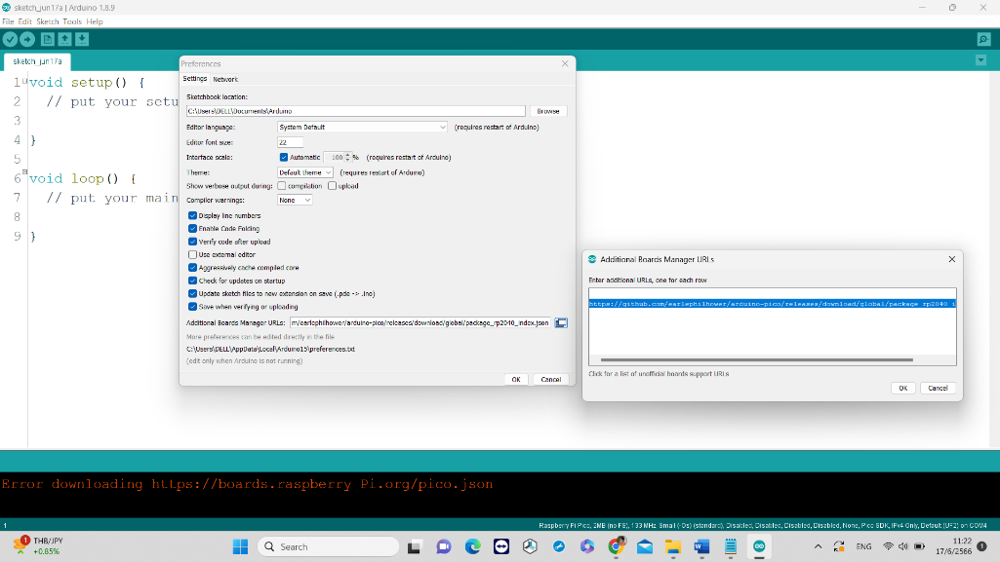 sketch_jun17a | Arduino 1.8.9
File Edit Sketch Tools Help
sketch_jun17a
1 void setup() {
2 // put your setu
3
4 }
5
6 void loop() {
7 // put your main
8
9 }
Preferences
Settings Network
Sketchbook location:
C:\Users\DELL\Documents\Arduino Browse
Editor language: System Default (requires restart of Arduino)
Editor font size: 22
Interface scale: Automatic 100 % (requires restart of Arduino)
Theme: Default theme (requires restart of Arduino)
Show verbose output during: compilation upload
Compiler warnings: None
Display line numbers
Enable Code Folding
Verify code after upload
Use external editor
Aggressively cache compiled core
Check for updates on startup
Update sketch files to new extension on save (.pde -> .ino)
Save when verifying or uploading
Additional Boards Manager URLs: m/earlephilhower/arduino-pico/releases/download/global/package_rp2040_index.json
More preferences can be edited directly in the file
C:\Users\DELL\AppData\Local\Arduino15\preferences.txt
(edit only when Arduino is not running)
OK Cancel
Additional Boards Manager URLs
Enter additional URLs, one for each row
https://github.com/earlephilhower/arduino-pico/releases/download/global/package_rp2040_i
Click for a list of unofficial boards support URLs
OK Cancel
Error downloading https://boards.raspberry Pi.org/pico.json
1 Raspberry Pi Pico, 2MB (no FS), 133 MHz, Small (-Os) (standard), Disabled, Disabled, Disabled, Disabled, None, Pico SDK, IPv4 Only, Default (UF2) on COM4
1 THB/JPY
+0.85%
Search
ENG
11:22
17/6/2566
1